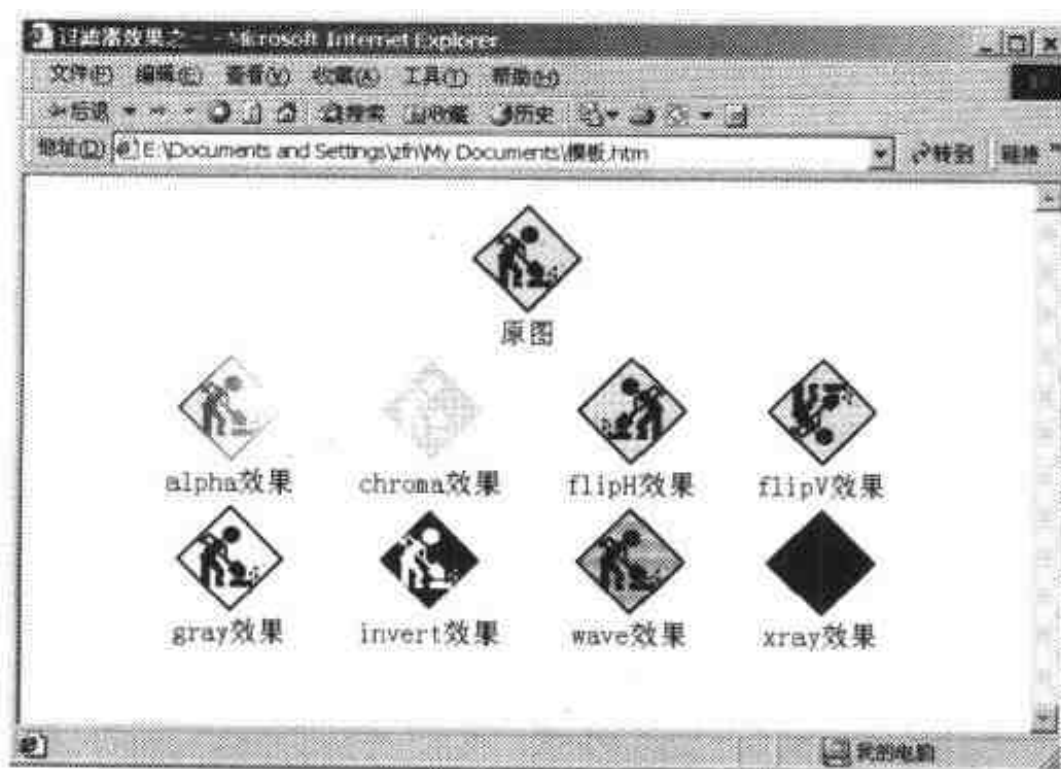 过滤器效果之一 - Microsoft Internet Explorer
文件(F) 编辑(E) 查看(V) 收藏(A) 工具(T) 帮助(H)
后退 搜索 收藏 历史
地址(D) E:\Documents and Settings\zfh\My Documents\模板.htm 转到 链接 »
原图
alpha效果 chroma效果 flipH效果 flipV效果
gray效果 invert效果 wave效果 xray效果
我的电脑